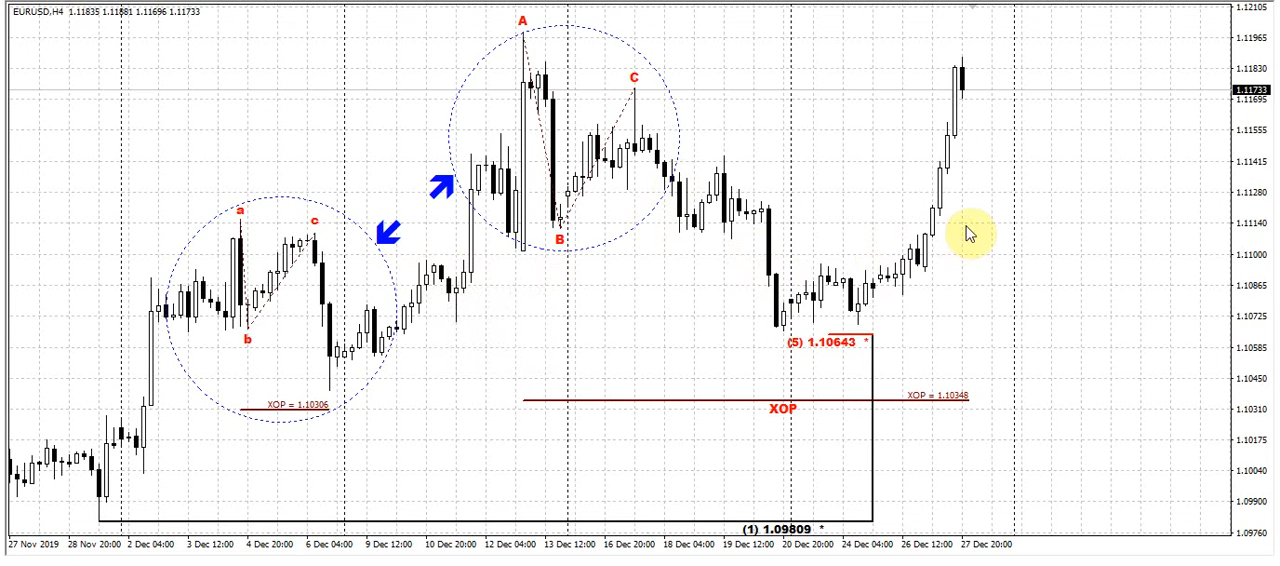 EURUSD,H4 1.11835 1.11881 1.11696 1.11733
1.12105
1.11965
A
1.11830
C
1.11733
1.11695
1.11555
1.11415
1.11280
a
c
1.11140
B
1.11000
1.10865
1.10725
b
(5) 1.10643 *
1.10585
1.10450
XOP = 1.10306
XOP = 1.10348
XOP
1.10310
1.10175
1.10040
1.09900
(1) 1.09809 *
1.09760
27 Nov 2019 28 Nov 20:00 2 Dec 04:00 3 Dec 12:00 4 Dec 20:00 6 Dec 04:00 9 Dec 12:00 10 Dec 20:00 12 Dec 04:00 13 Dec 12:00 16 Dec 20:00 18 Dec 04:00 19 Dec 12:00 20 Dec 20:00 24 Dec 04:00 26 Dec 12:00 27 Dec 20:00